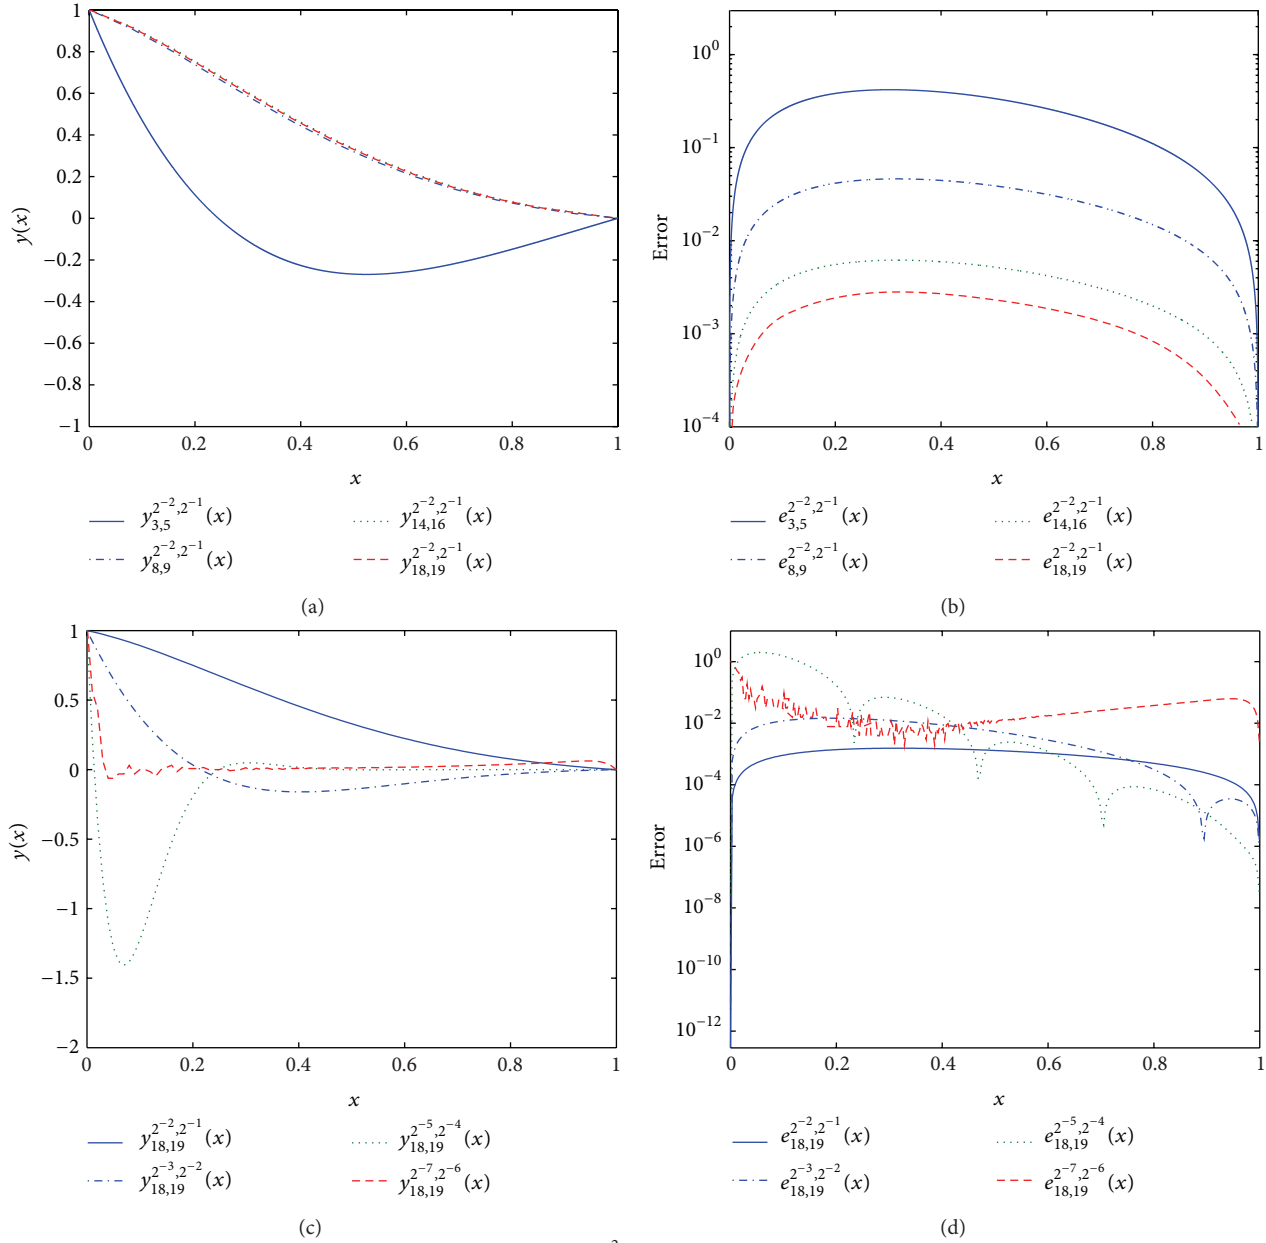 1
0.8
0.6
0.4
0.2
0
−0.2
−0.4
−0.6
−0.8
−1
y(x)
0 0.2 0.4 0.6 0.8 1
x
y_{3,5}^{2^{-2},2^{-1}}(x)
y_{14,16}^{2^{-2},2^{-1}}(x)
y_{8,9}^{2^{-2},2^{-1}}(x)
y_{18,19}^{2^{-2},2^{-1}}(x)
(a)
10^{0}
10^{−1}
10^{−2}
10^{−3}
10^{−4}
Error
0 0.2 0.4 0.6 0.8 1
x
e_{3,5}^{2^{-2},2^{-1}}(x)
e_{14,16}^{2^{-2},2^{-1}}(x)
e_{8,9}^{2^{-2},2^{-1}}(x)
e_{18,19}^{2^{-2},2^{-1}}(x)
(b)
1
0.5
0
−0.5
−1
−1.5
−2
y(x)
0 0.2 0.4 0.6 0.8 1
x
y_{18,19}^{2^{-2},2^{-1}}(x)
y_{18,19}^{2^{-5},2^{-4}}(x)
y_{18,19}^{2^{-3},2^{-2}}(x)
y_{18,19}^{2^{-7},2^{-6}}(x)
(c)
10^{0}
10^{−2}
10^{−4}
10^{−6}
10^{−8}
10^{−10}
10^{−12}
Error
0 0.2 0.4 0.6 0.8 1
x
e_{18,19}^{2^{-2},2^{-1}}(x)
e_{18,19}^{2^{-5},2^{-4}}(x)
e_{18,19}^{2^{-3},2^{-2}}(x)
e_{18,19}^{2^{-7},2^{-6}}(x)
(d)